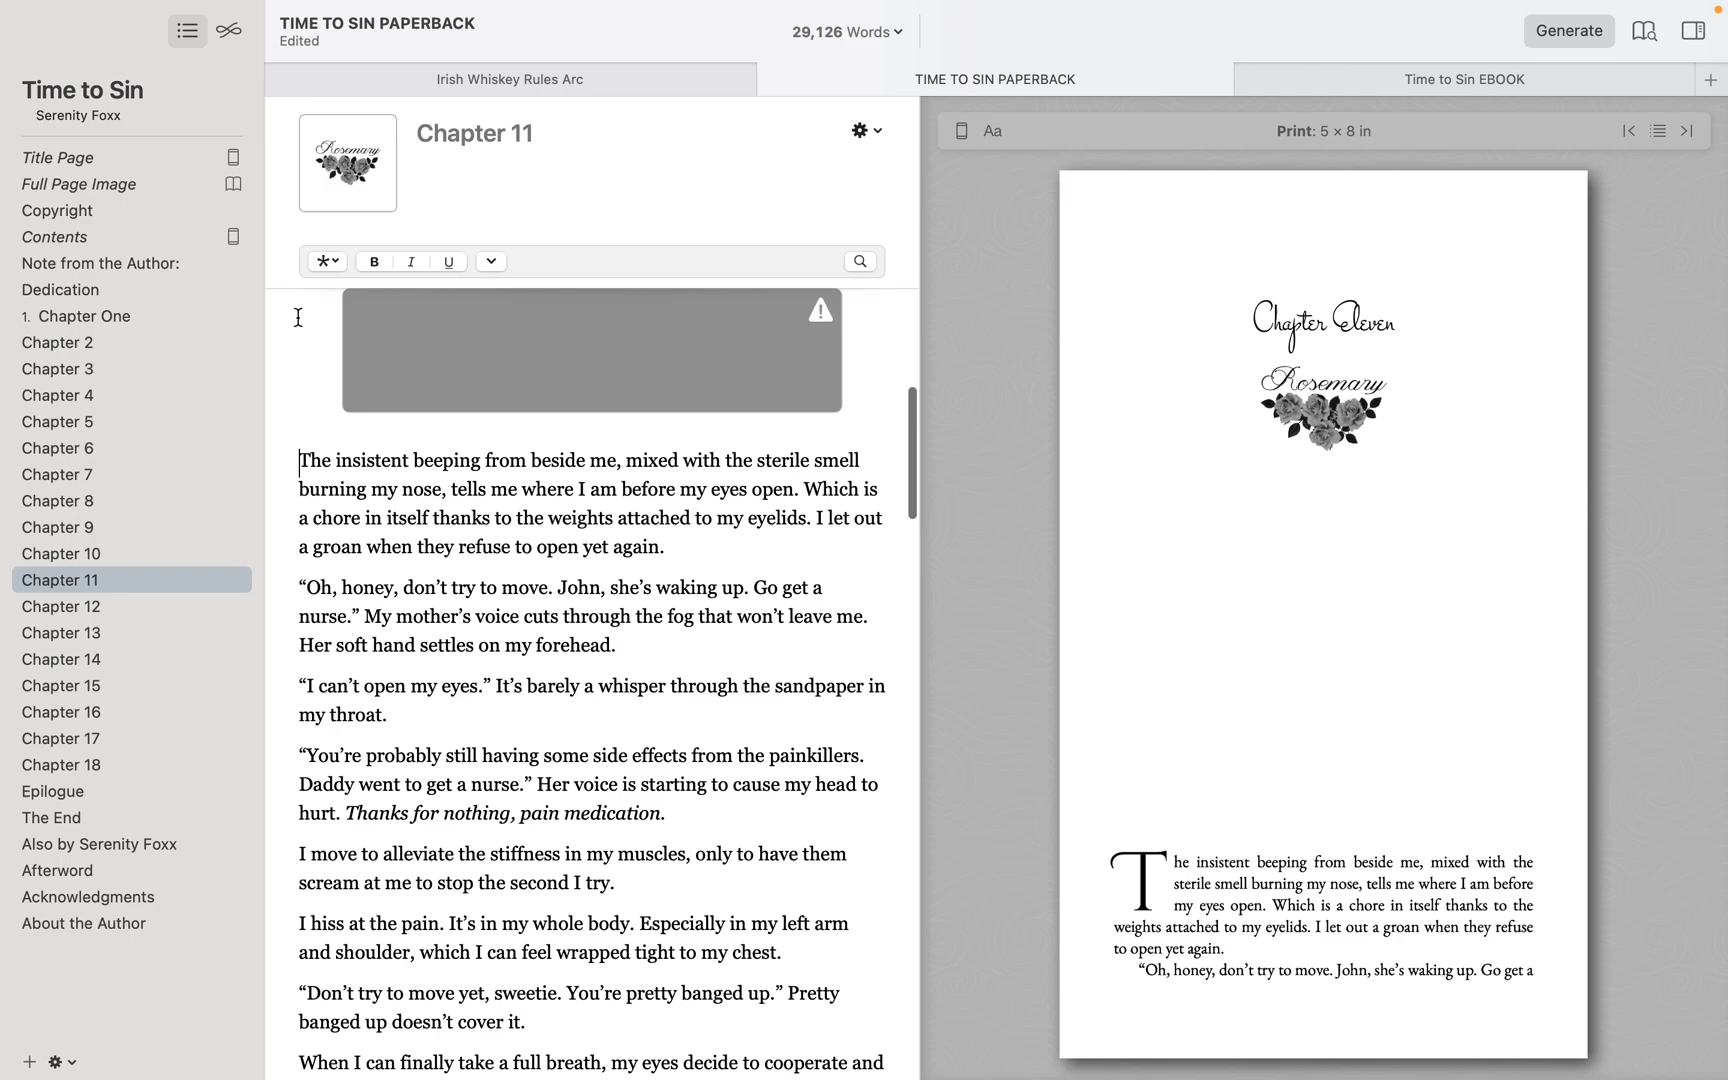 TIME TO SIN PAPERBACK
Edited
29,126 Words
Generate
Irish Whiskey Rules Arc
TIME TO SIN PAPERBACK
Time to Sin EBOOK
Time to Sin
Serenity Foxx
Title Page
Full Page Image
Copyright
Contents
Note from the Author:
Dedication
1. Chapter One
Chapter 2
Chapter 3
Chapter 4
Chapter 5
Chapter 6
Chapter 7
Chapter 8
Chapter 9
Chapter 10
Chapter 11
Chapter 12
Chapter 13
Chapter 14
Chapter 15
Chapter 16
Chapter 17
Chapter 18
Epilogue
The End
Also by Serenity Foxx
Afterword
Acknowledgments
About the Author
Rosemary
Chapter 11
B I U
The insistent beeping from beside me, mixed with the sterile smell
burning my nose, tells me where I am before my eyes open. Which is
a chore in itself thanks to the weights attached to my eyelids. I let out
a groan when they refuse to open yet again.
“Oh, honey, don’t try to move. John, she’s waking up. Go get a
nurse.” My mother’s voice cuts through the fog that won’t leave me.
Her soft hand settles on my forehead.
“I can’t open my eyes.” It’s barely a whisper through the sandpaper in
my throat.
“You’re probably still having some side effects from the painkillers.
Daddy went to get a nurse.” Her voice is starting to cause my head to
hurt. Thanks for nothing, pain medication.
I move to alleviate the stiffness in my muscles, only to have them
scream at me to stop the second I try.
I hiss at the pain. It’s in my whole body. Especially in my left arm
and shoulder, which I can feel wrapped tight to my chest.
“Don’t try to move yet, sweetie. You’re pretty banged up.” Pretty
banged up doesn’t cover it.
When I can finally take a full breath, my eyes decide to cooperate and
Aa
Print: 5 × 8 in
Chapter Eleven
Rosemary
The insistent beeping from beside me, mixed with the
sterile smell burning my nose, tells me where I am before
my eyes open. Which is a chore in itself thanks to the
weights attached to my eyelids. I let out a groan when they refuse
to open yet again.
“Oh, honey, don’t try to move. John, she’s waking up. Go get a